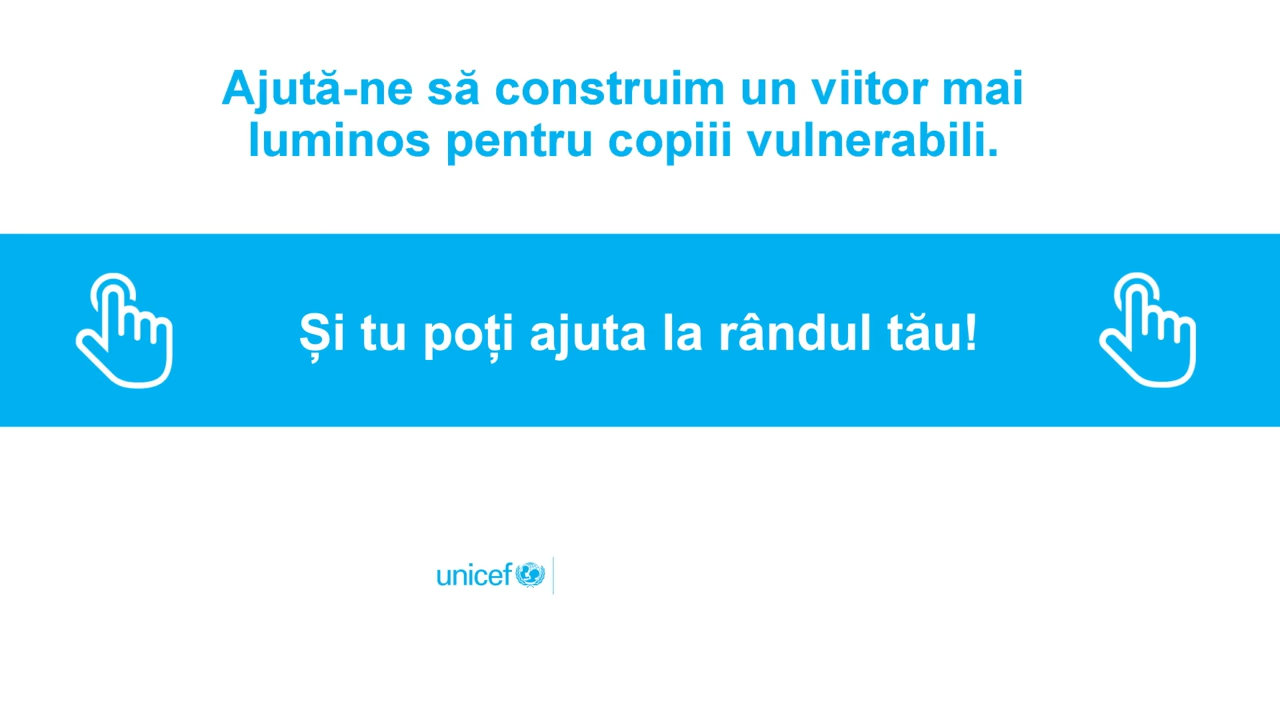 Ajută-ne să construim un viitor mai
luminos pentru copiii vulnerabili.
Și tu poți ajuta la rândul tău!
unicef